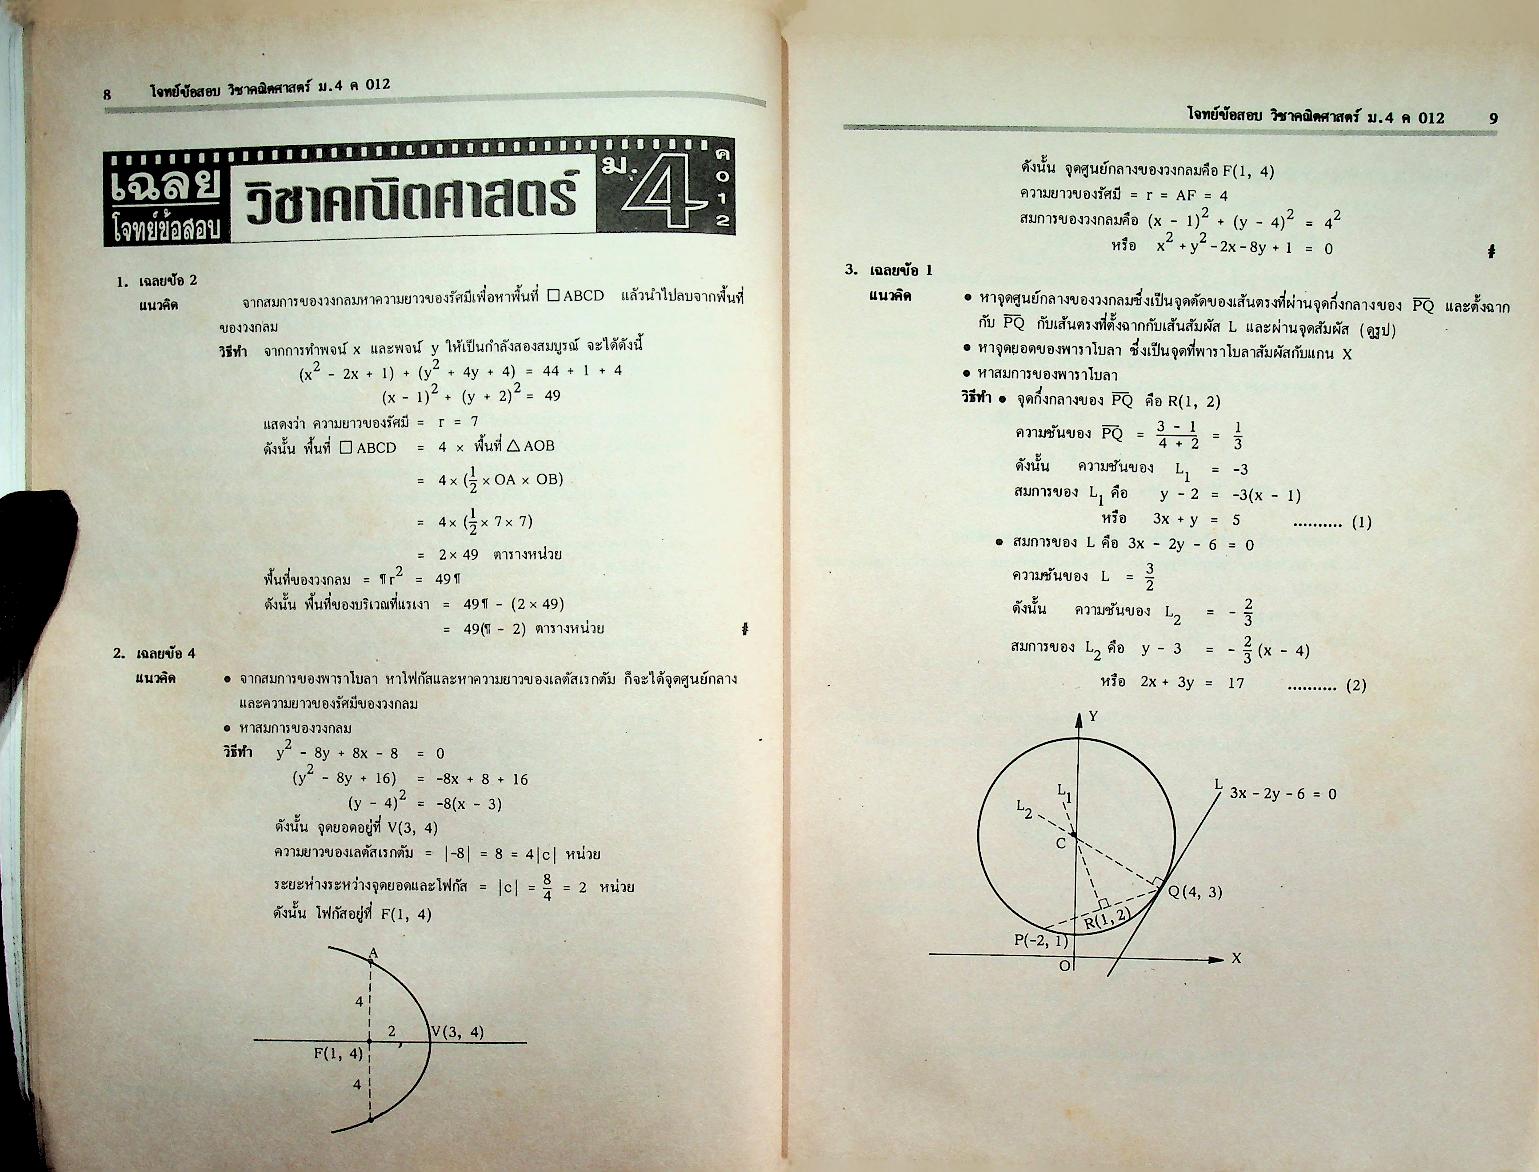 8 โจทย์ข้อสอบ วิชาคณิตศาสตร์ ม.4 ค 012
เฉลย
โจทย์ข้อสอบ
วิชาคณิตศาสตร์
ม.4
ค 0 1 2
1. เฉลยข้อ 2
แนวคิด จากสมการของวงกลมหาความยาวของรัศมีเพื่อหาพื้นที่ □ ABCD แล้วนำไปลบจากพื้นที่
ของวงกลม
วิธีทำ จากการทำพจน์ x และพจน์ y ให้เป็นกำลังสองสมบูรณ์ จะได้ดังนี้
(x² - 2x + 1) + (y² + 4y + 4) = 44 + 1 + 4
(x - 1)² + (y + 2)² = 49
แสดงว่า ความยาวของรัศมี = r = 7
ดังนั้น พื้นที่ □ ABCD = 4 × พื้นที่ △ AOB
= 4 × (1/2 × OA × OB)
= 4 × (1/2 × 7 × 7)
= 2 × 49 ตารางหน่วย
พื้นที่ของวงกลม = ¶r² = 49¶
ดังนั้น พื้นที่ของบริเวณที่แรเงา = 49¶ - (2 × 49)
= 49(¶ - 2) ตารางหน่วย #
2. เฉลยข้อ 4
แนวคิด • จากสมการของพาราโบลา หาโฟกัสและหาความยาวของเลตัสเรกตัม ก็จะได้จุดศูนย์กลาง
และความยาวของรัศมีของวงกลม
• หาสมการของวงกลม
วิธีทำ y² - 8y + 8x - 8 = 0
(y² - 8y + 16) = -8x + 8 + 16
(y - 4)² = -8(x - 3)
ดังนั้น จุดยอดอยู่ที่ V(3, 4)
ความยาวของเลตัสเรกตัม = |-8| = 8 = 4|c| หน่วย
ระยะห่างระหว่างจุดยอดและโฟกัส = |c| = 8/4 = 2 หน่วย
ดังนั้น โฟกัสอยู่ที่ F(1, 4)
A
4
2 V(3, 4)
F(1, 4)
4
โจทย์ข้อสอบ วิชาคณิตศาสตร์ ม.4 ค 012 9
ดังนั้น จุดศูนย์กลางของวงกลมคือ F(1, 4)
ความยาวของรัศมี = r = AF = 4
สมการของวงกลมคือ (x - 1)² + (y - 4)² = 4²
หรือ x² + y² - 2x - 8y + 1 = 0 #
3. เฉลยข้อ 1
แนวคิด • หาจุดศูนย์กลางของวงกลมซึ่งเป็นจุดตัดของเส้นตรงที่ผ่านจุดกึ่งกลางของ P̅Q̅ และตั้งฉาก
กับ P̅Q̅ กับเส้นตรงที่ตั้งฉากกับเส้นสัมผัส L และผ่านจุดสัมผัส (ดูรูป)
• หาจุดยอดของพาราโบลา ซึ่งเป็นจุดที่พาราโบลาสัมผัสกับแกน X
• หาสมการของพาราโบลา
วิธีทำ • จุดกึ่งกลางของ P̅Q̅ คือ R(1, 2)
ความชันของ P̅Q̅ = (3 - 1)/(4 + 2) = 1/3
ดังนั้น ความชันของ L₁ = -3
สมการของ L₁ คือ y - 2 = -3(x - 1)
หรือ 3x + y = 5 .......... (1)
• สมการของ L คือ 3x - 2y - 6 = 0
ความชันของ L = 3/2
ดังนั้น ความชันของ L₂ = - 2/3
สมการของ L₂ คือ y - 3 = - 2/3 (x - 4)
หรือ 2x + 3y = 17 .......... (2)
Y
L 3x - 2y - 6 = 0
L₁
L₂
C
Q(4, 3)
R(1, 2)
P(-2, 1)
O
X